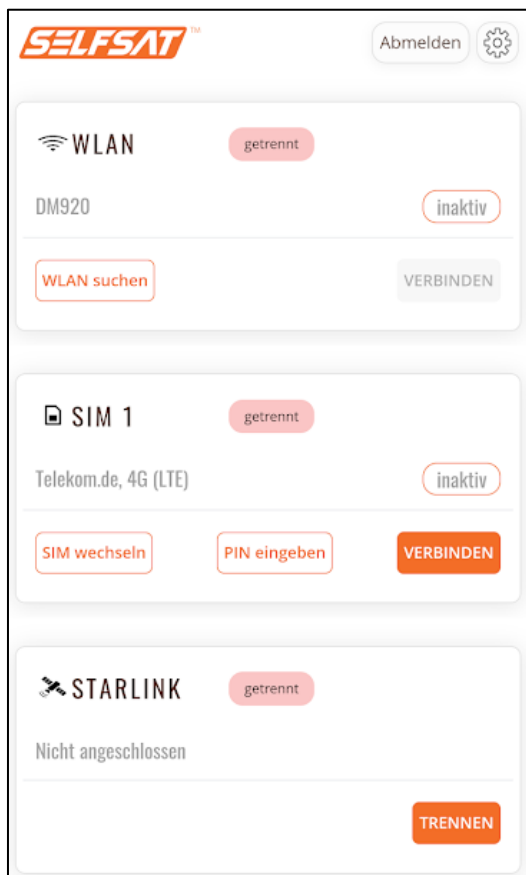 SELFSAT™
Abmelden
WLAN getrennt
DM920 inaktiv
WLAN suchen VERBINDEN
SIM 1 getrennt
Telekom.de, 4G (LTE) inaktiv
SIM wechseln PIN eingeben VERBINDEN
STARLINK getrennt
Nicht angeschlossen
TRENNEN